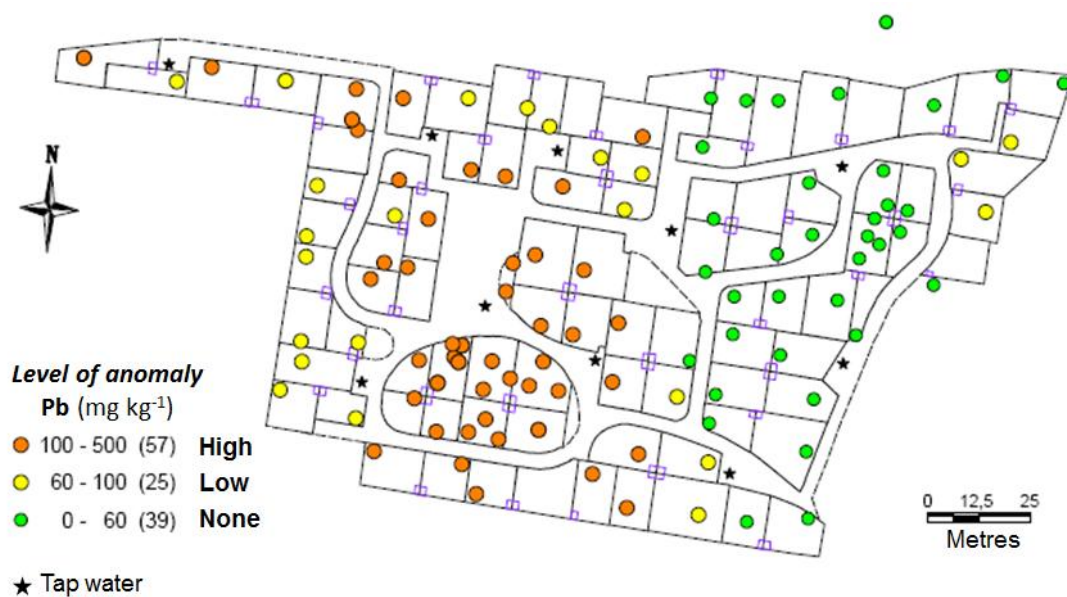 N
Level of anomaly
Pb (mg kg-1)
100 - 500 (57) High
60 - 100 (25) Low
0 - 60 (39) None
★ Tap water
0 12,5 25
Metres